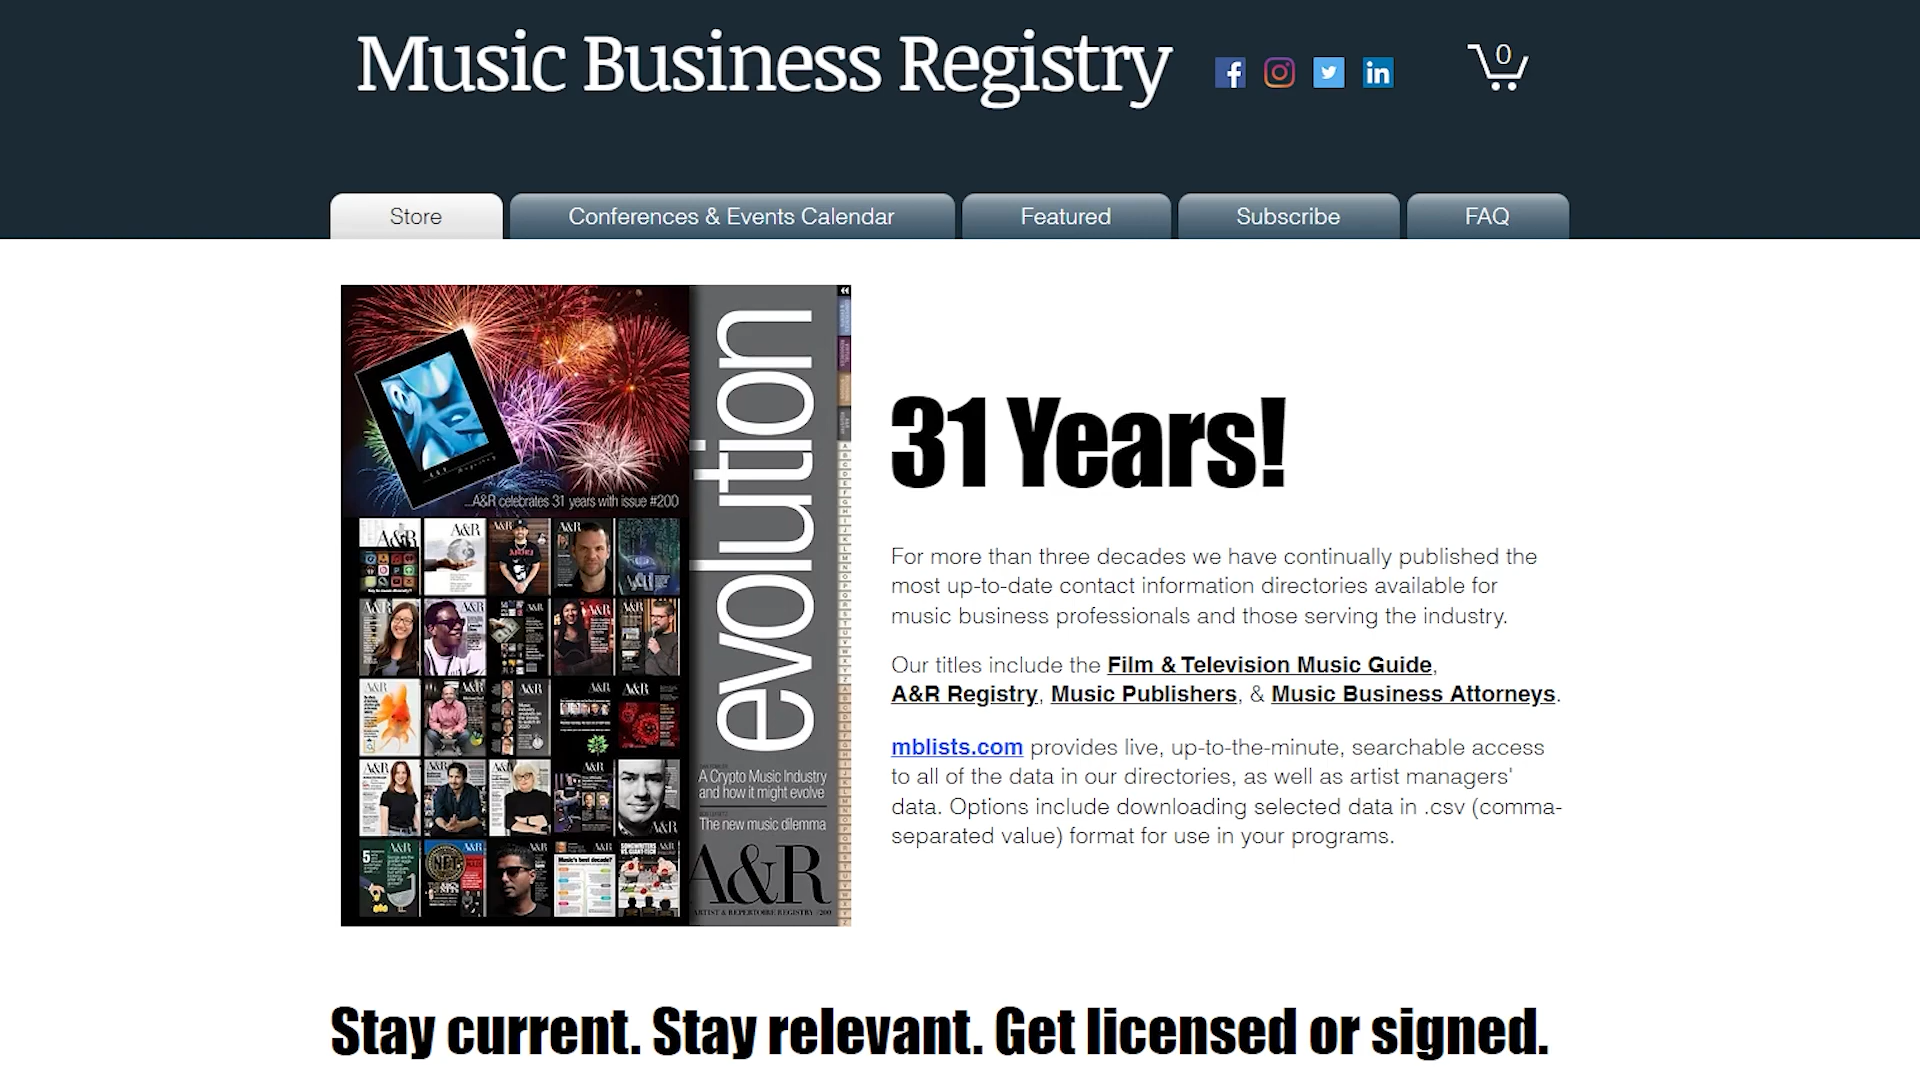 Music Business Registry
0
Store
Conferences & Events Calendar
Featured
Subscribe
FAQ
evolution
...A&R celebrates 31 years with issue #200
A Crypto Music Industry
and how it might evolve
The new music dilemma
A&R
ARTIST & REPERTOIRE REGISTRY #200
31 Years!
For more than three decades we have continually published the
most up-to-date contact information directories available for
music business professionals and those serving the industry.
Our titles include the Film & Television Music Guide,
A&R Registry, Music Publishers, & Music Business Attorneys.
mblists.com provides live, up-to-the-minute, searchable access
to all of the data in our directories, as well as artist managers'
data. Options include downloading selected data in .csv (comma-
separated value) format for use in your programs.
Stay current. Stay relevant. Get licensed or signed.